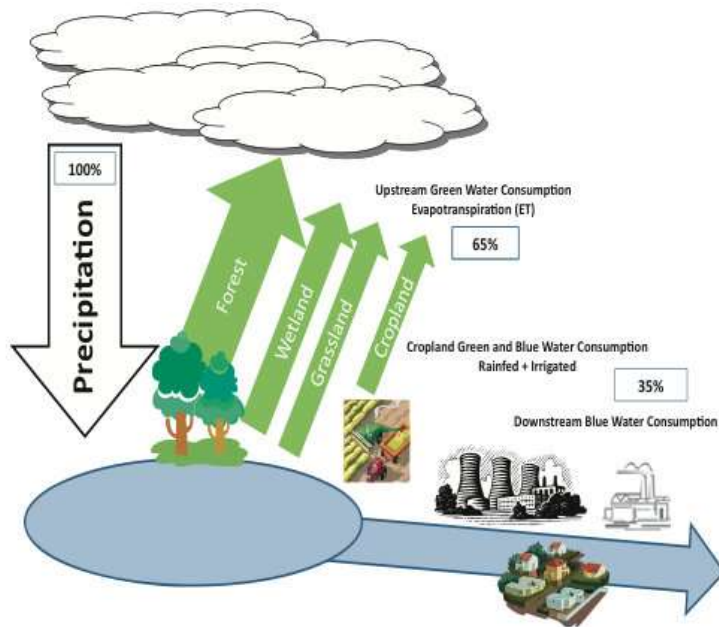 100%
Precipitation
Forest
Wetland
Grassland
Cropland
Upstream Green Water Consumption
Evapotranspiration (ET)
65%
Cropland Green and Blue Water Consumption
Rainfed + Irrigated
35%
Downstream Blue Water Consumption